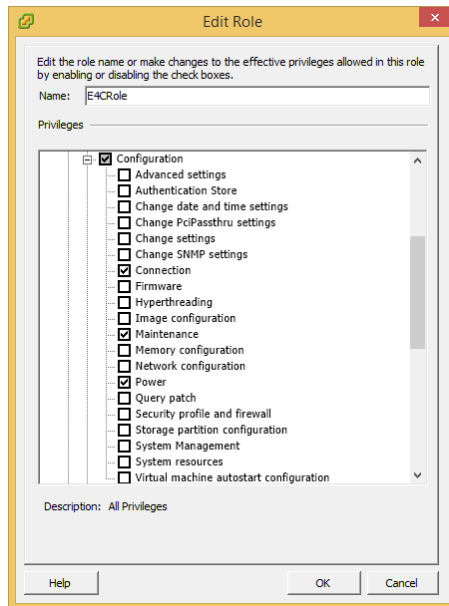 Edit Role
Edit the role name or make changes to the effective privileges allowed in this role
by enabling or disabling the check boxes.
Name: E4CRole
Privileges
Configuration
Advanced settings
Authentication Store
Change date and time settings
Change PciPassthru settings
Change settings
Change SNMP settings
Connection
Firmware
Hyperthreading
Image configuration
Maintenance
Memory configuration
Network configuration
Power
Query patch
Security profile and firewall
Storage partition configuration
System Management
System resources
Virtual machine autostart configuration
Description: All Privileges
Help OK Cancel